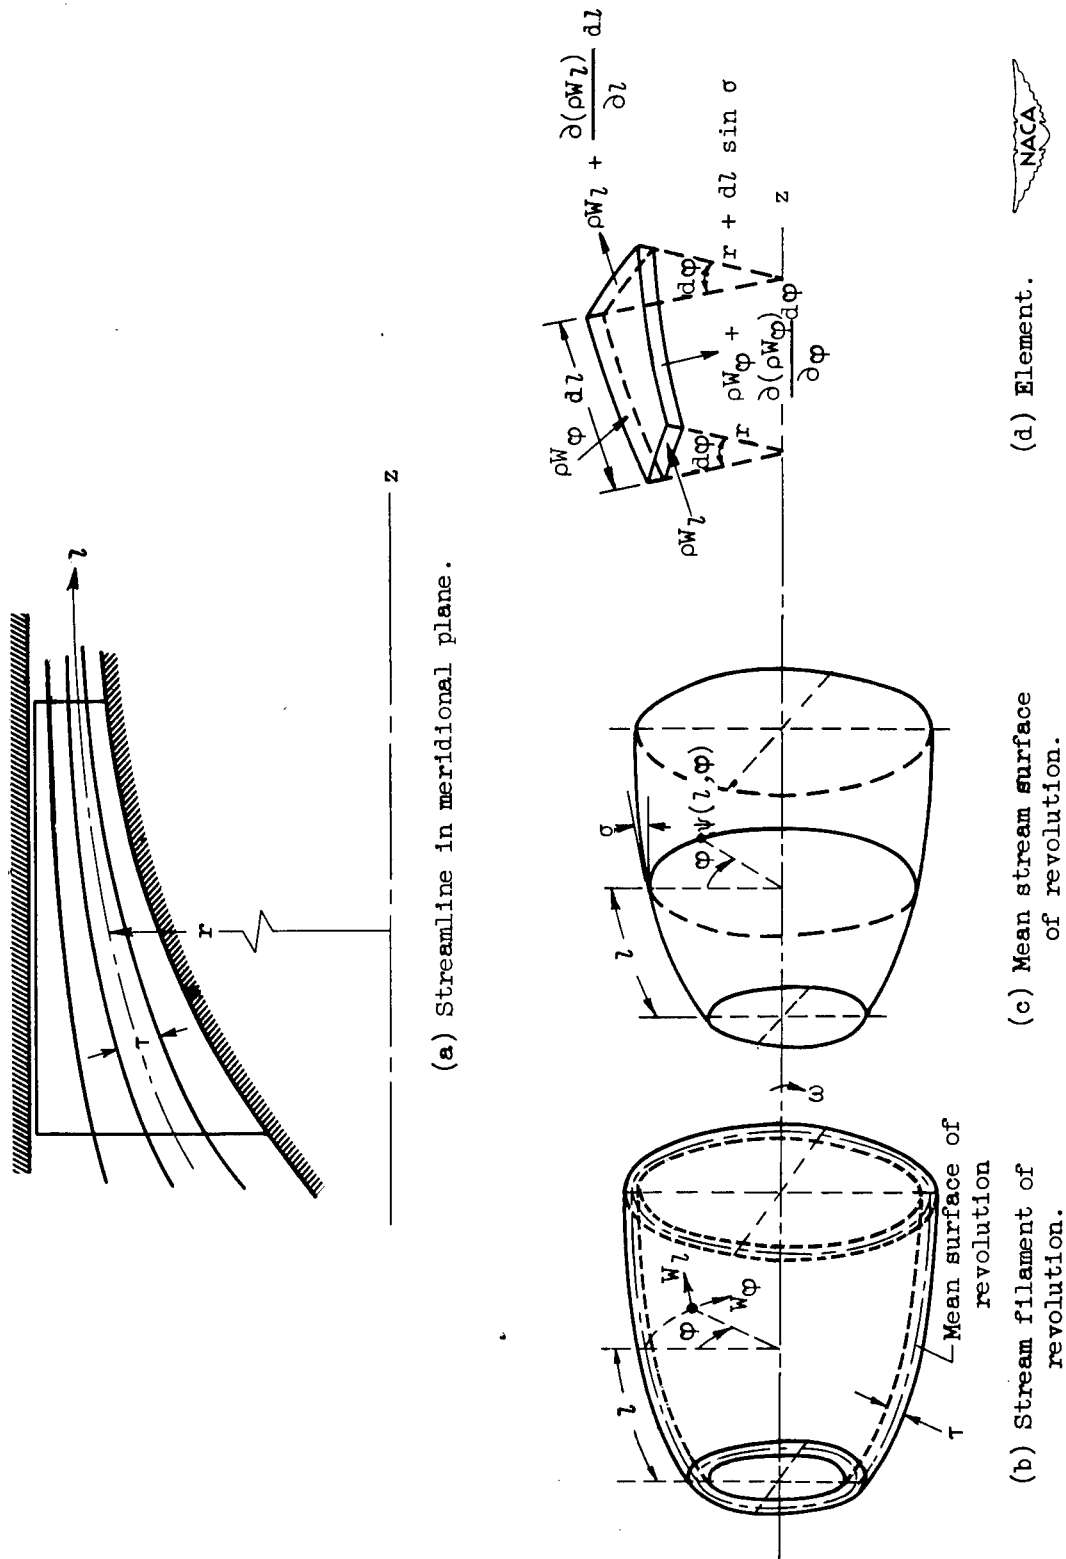 l
τ
r
z
(a) Streamline in meridional plane.
l
W_l
φ
W_φ
τ
Mean surface of
revolution
ω
(b) Stream filament of
revolution.
l
σ
φ
ψ(l,φ)
(c) Mean stream surface
of revolution.
ρW_φ
dl
ρW_l + ∂(ρW_l)/∂l dl
ρW_l
dφ
r
dφ
r + dl sin σ
ρW_φ +
∂(ρW_φ)/∂φ dφ
z
(d) Element.
NACA